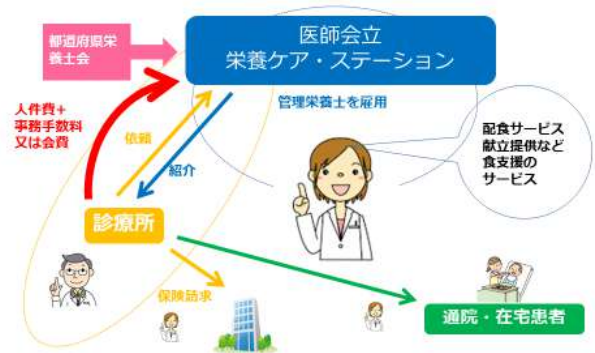 都道府県栄
養士会
医師会立
栄養ケア・ステーション
管理栄養士を雇用
人件費＋
事務手数料
又は会費
依頼
紹介
配食サービス
献立提供など
食支援の
サービス
診療所
保険請求
通院・在宅患者